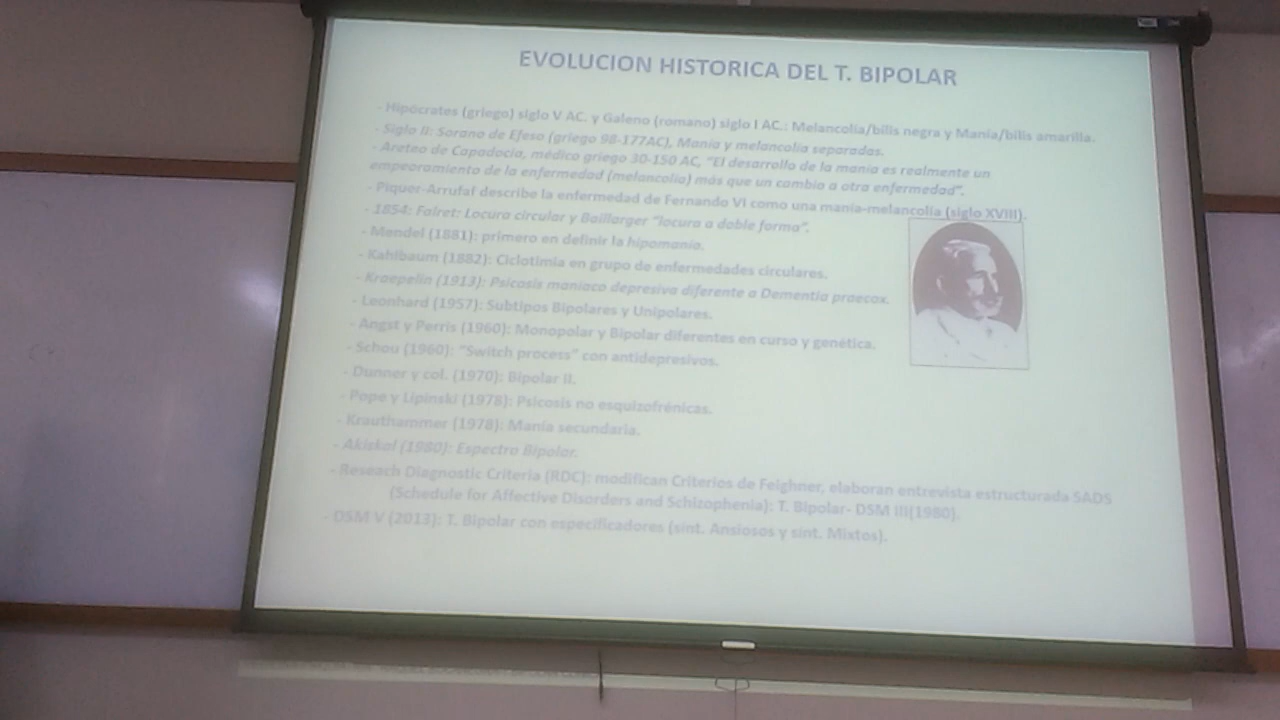 EVOLUCION HISTORICA DEL T. BIPOLAR
- Hipócrates (griego) siglo V AC. y Galeno (romano) siglo I AC.: Melancolía/bilis negra y Manía/bilis amarilla.
- Siglo II: Sorano de Efeso (griego 98-177AC), Manía y melancolía separadas.
- Areteo de Capadocia, médico griego 30-150 AC, "El desarrollo de la manía es realmente un
empeoramiento de la enfermedad (melancolía) más que un cambio a otra enfermedad".
- Piquer-Arrufat describe la enfermedad de Fernando VI como una manía-melancolía (siglo XVIII).
- 1854: Falret: Locura circular y Baillarger "locura a doble forma".
- Mendel (1881): primero en definir la hipomanía.
- Kahlbaum (1882): Ciclotimia en grupo de enfermedades circulares.
- Kraepelin (1913): Psicosis maniaco depresiva diferente a Dementia praecox.
- Leonhard (1957): Subtipos Bipolares y Unipolares.
- Angst y Perris (1960): Monopolar y Bipolar diferentes en curso y genética.
- Schou (1960): "Switch process" con antidepresivos.
- Dunner y col. (1970): Bipolar II.
- Pope y Lipinski (1978): Psicosis no esquizofrénicas.
- Krauthammer (1978): Manía secundaria.
- Akiskal (1980): Espectro Bipolar.
- Reseach Diagnostic Criteria (RDC): modifican Criterios de Feighner, elaboran entrevista estructurada SADS
(Schedule for Affective Disorders and Schizophenia): T. Bipolar- DSM III(1980).
- DSM V (2013): T. Bipolar con especificadores (sint. Ansiosos y sint. Mixtos).